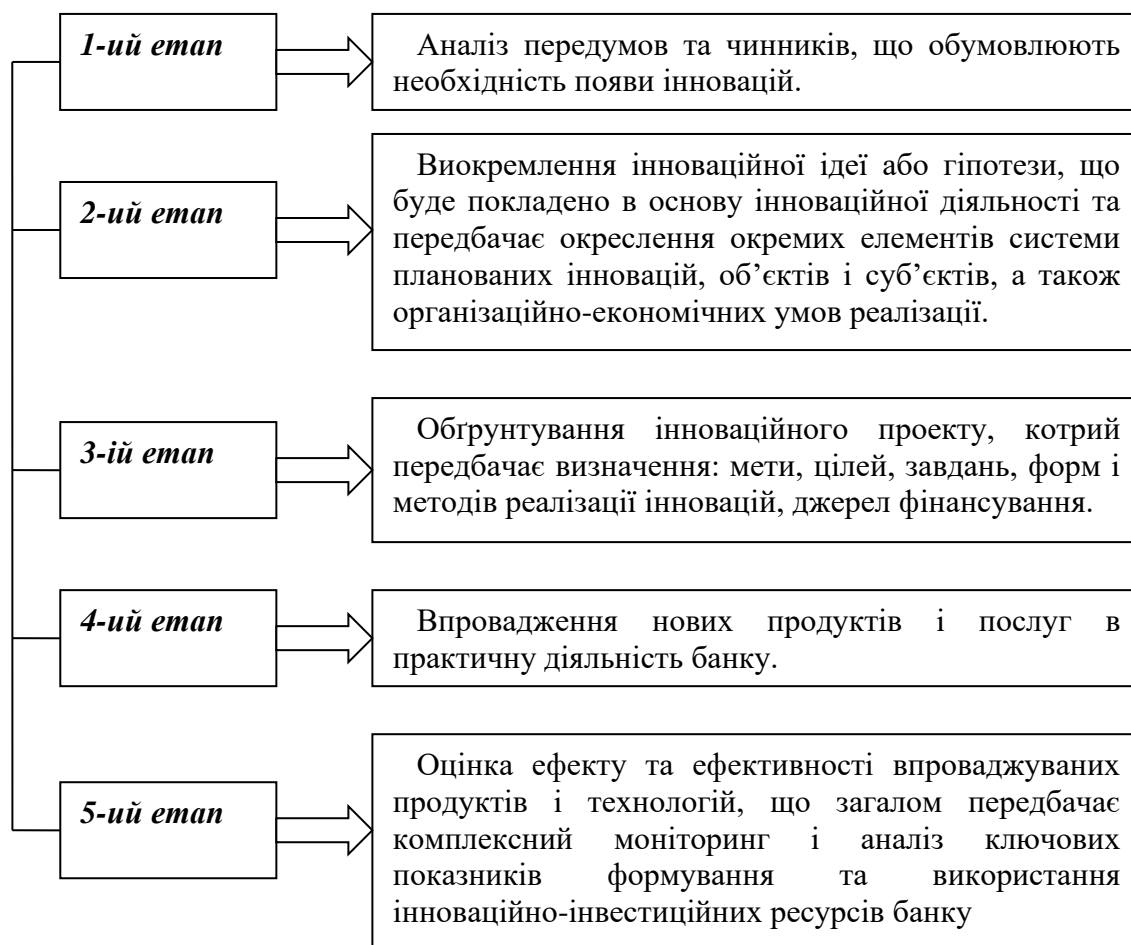 1-ий етап
Аналіз передумов та чинників, що обумовлюють
необхідність появи інновацій.
2-ий етап
Виокремлення інноваційної ідеї або гіпотези, що
буде покладено в основу інноваційної діяльності та
передбачає окреслення окремих елементів системи
планованих інновацій, об’єктів і суб’єктів, а також
організаційно-економічних умов реалізації.
3-ій етап
Обґрунтування інноваційного проекту, котрий
передбачає визначення: мети, цілей, завдань, форм і
методів реалізації інновацій, джерел фінансування.
4-ий етап
Впровадження нових продуктів і послуг в
практичну діяльність банку.
5-ий етап
Оцінка ефекту та ефективності впроваджуваних
продуктів і технологій, що загалом передбачає
комплексний моніторинг і аналіз ключових
показників формування та використання
інноваційно-інвестиційних ресурсів банку